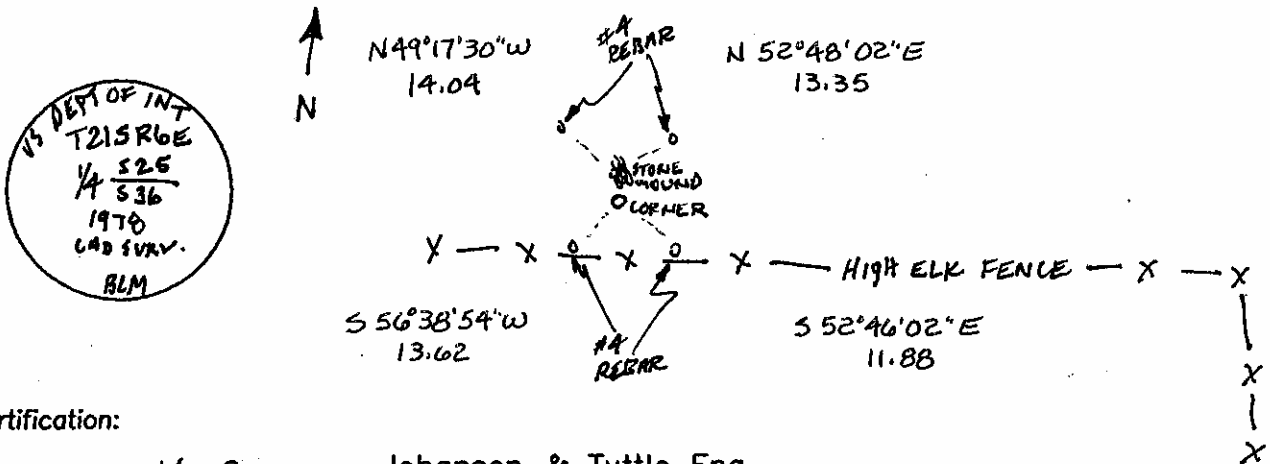 US DEPT OF INT
T21S R6E
1/4 S25
S36
1978
CAD SURV.
BLM
N
N49°17'30"W
14.04
#4
REBAR
N 52°48'02"E
13.35
STONE
MOUND
CORNER
X — X — X — X — HIGH ELK FENCE — X — X
X
X
S 56°38'54"W
13.62
#4
REBAR
S 52°46'02"E
11.88
rtification:
Johansen & Tuttle Eng